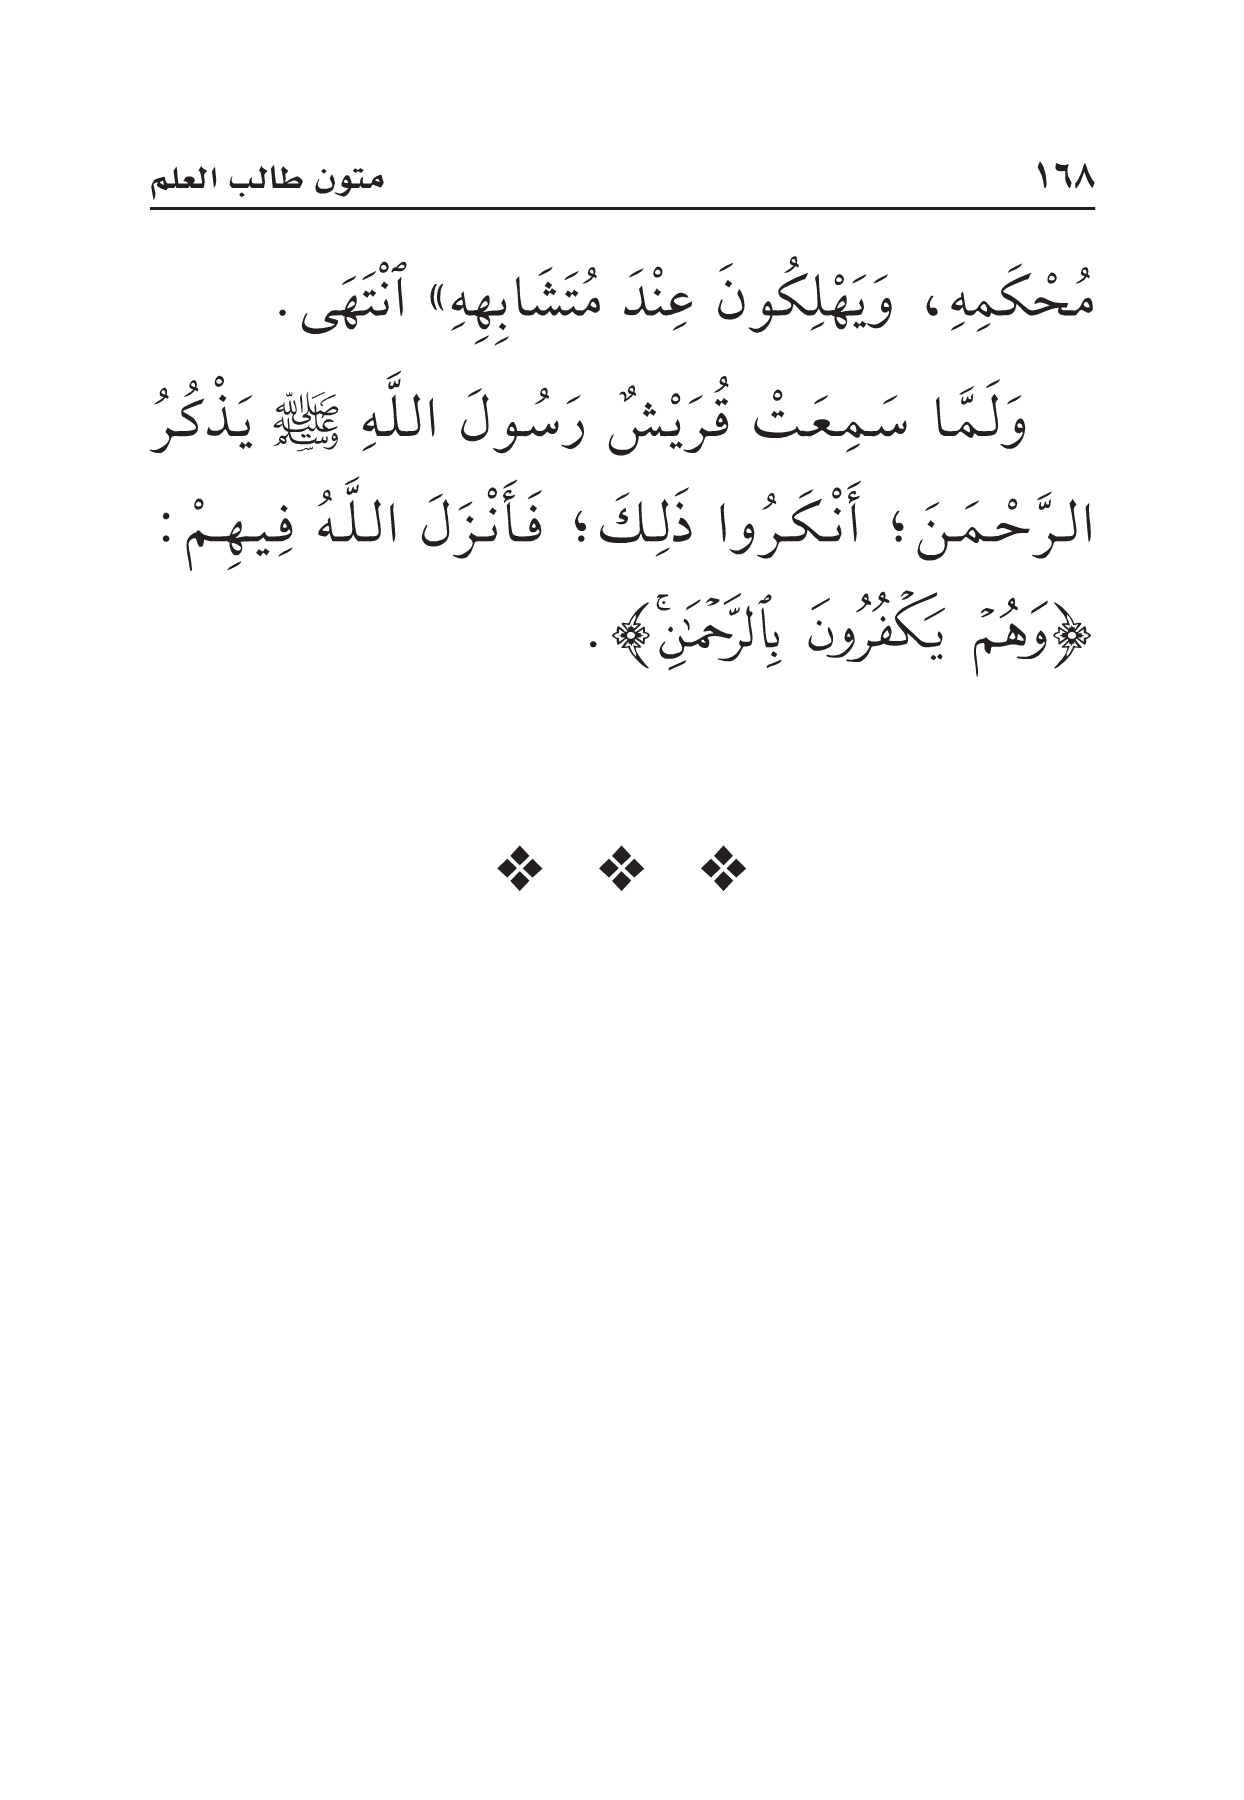 ١٦٨ متون طالب العلم
مُحْكَمِهِ، وَيَهْلِكُونَ عِنْدَ مُتَشَابِهِهِ» ٱنْتَهَى.
وَلَمَّا سَمِعَتْ قُرَيْشٌ رَسُولَ اللَّهِ ﷺ يَذْكُرُ
الرَّحْمَنَ؛ أَنْكَرُوا ذَلِكَ؛ فَأَنْزَلَ اللَّهُ فِيهِمْ:
﴿وَهُمۡ يَكۡفُرُونَ بِٱلرَّحۡمَٰنِۚ﴾.